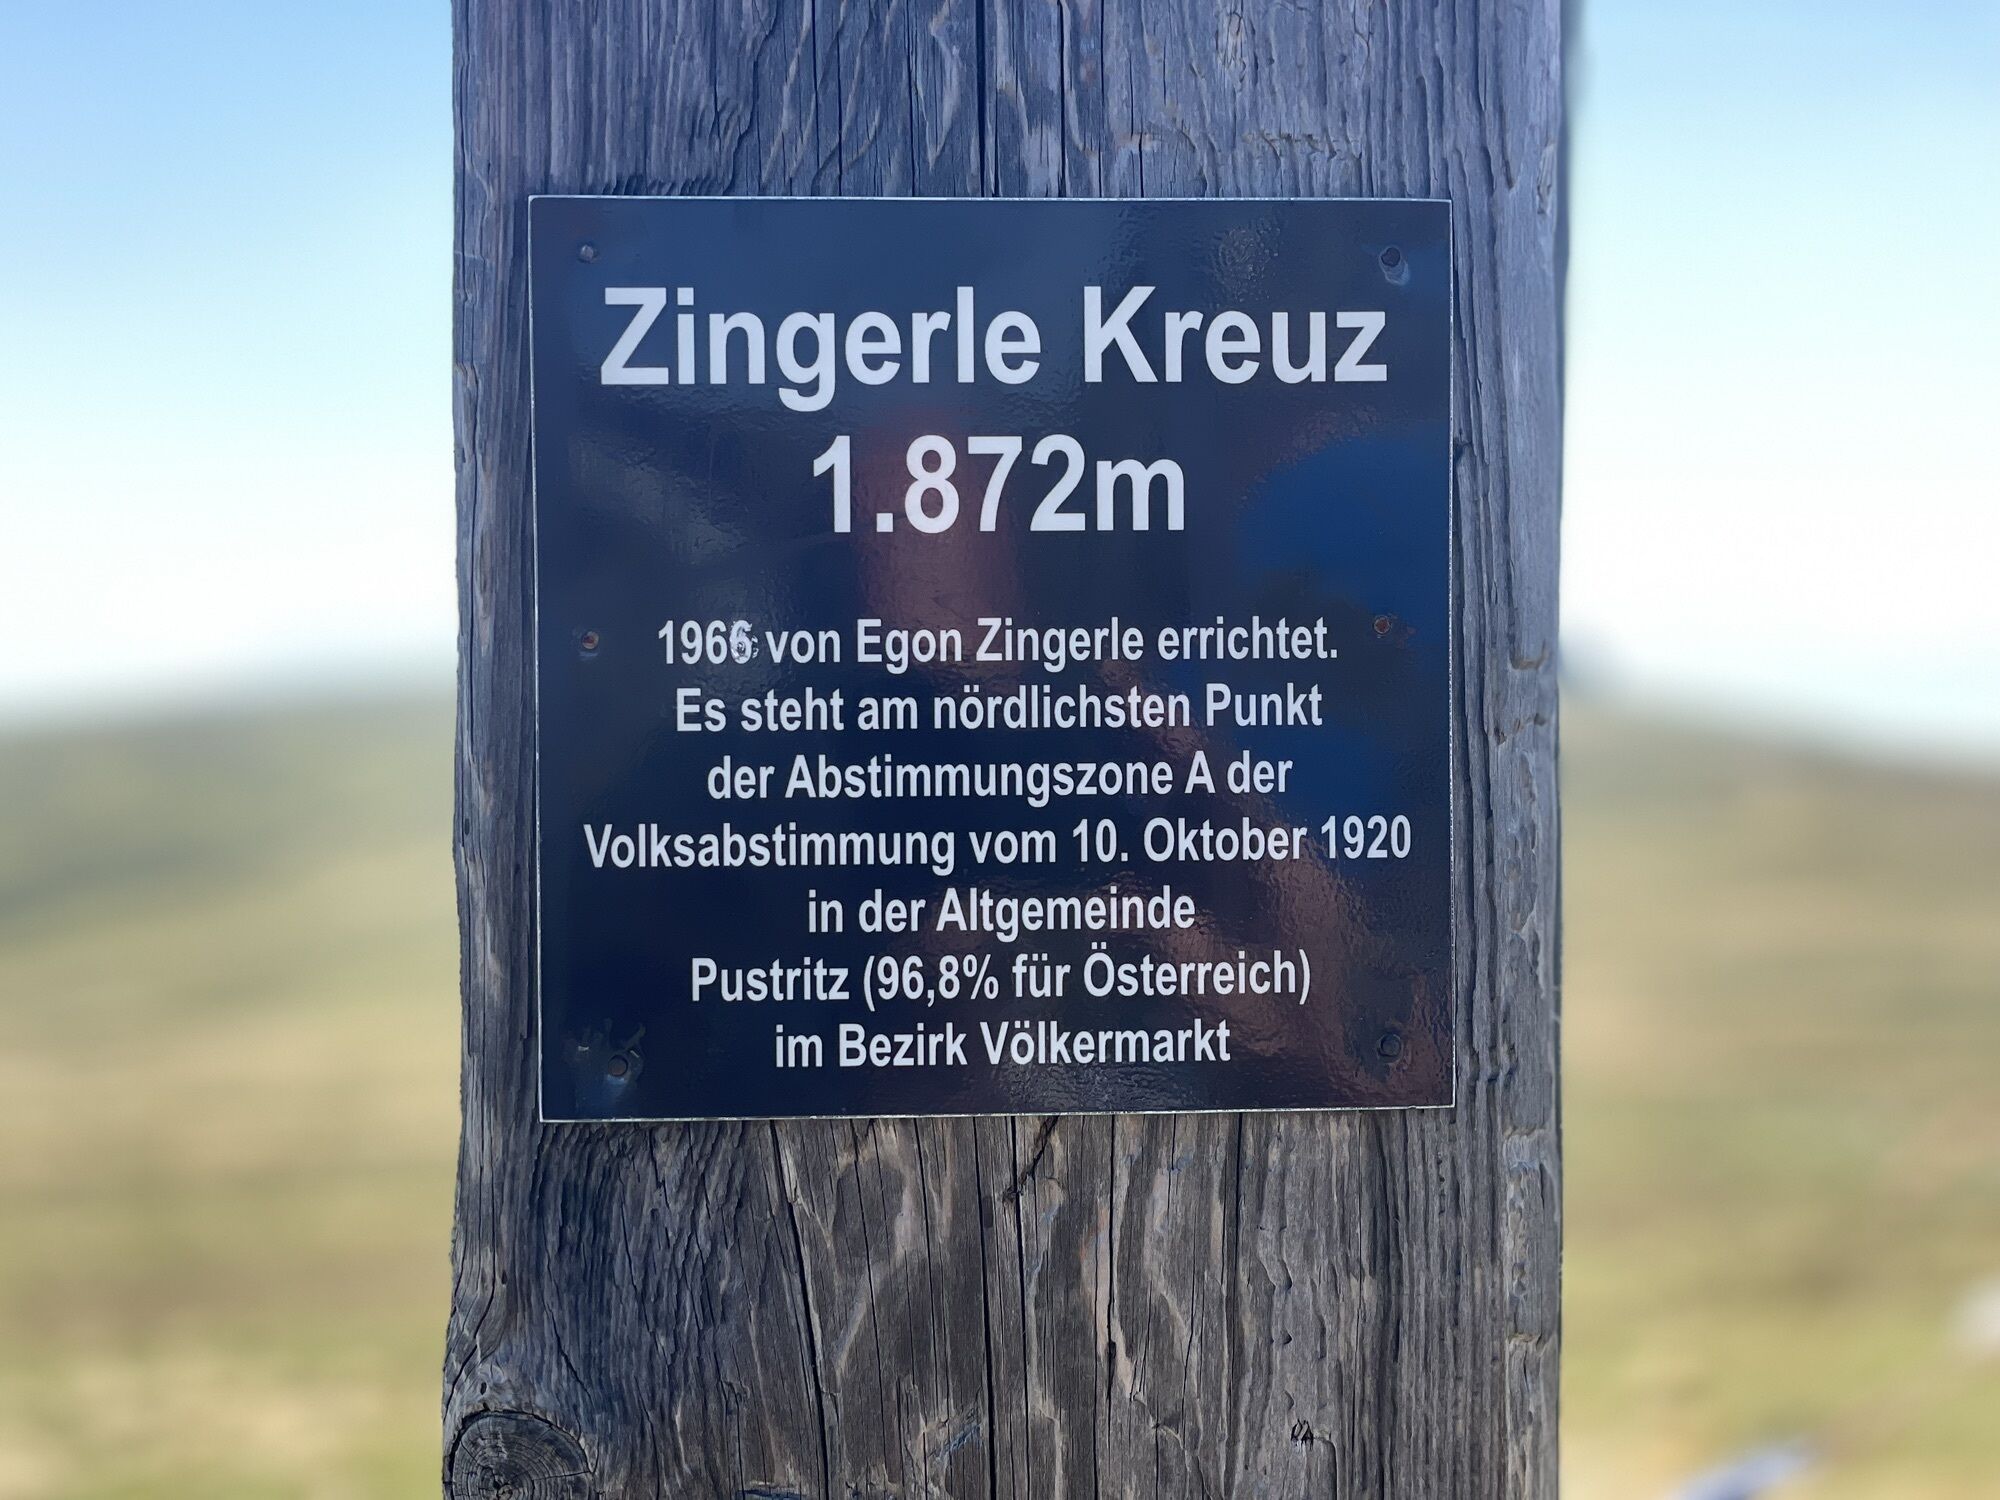 Zingerle Kreuz
1.872m
1966 von Egon Zingerle errichtet.
Es steht am nördlichsten Punkt
der Abstimmungszone A der
Volksabstimmung vom 10. Oktober 1920
in der Altgemeinde
Pustritz (96,8% für Österreich)
im Bezirk Völkermarkt